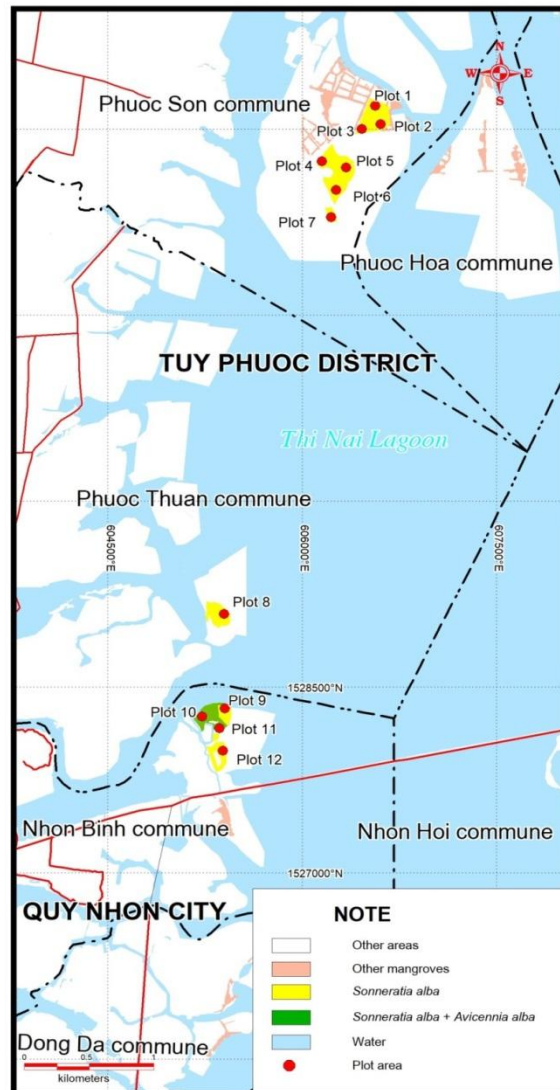 N
W E
S
Phuoc Son commune
Plot 1
Plot 2
Plot 3
Plot 4
Plot 5
Plot 6
Plot 7
Phuoc Hoa commune
TUY PHUOC DISTRICT
Thi Nai Lagoon
Phuoc Thuan commune
604500°E
606000°E
607500°E
Plot 8
1528500°N
Plot 9
Plot 10
Plot 11
Plot 12
Nhon Binh commune
Nhon Hoi commune
1527000°N
QUY NHON CITY
NOTE
Other areas
Other mangroves
Sonneratia alba
Sonneratia alba + Avicennia alba
Water
Plot area
Dong Da commune
0 0.5 1
kilometers